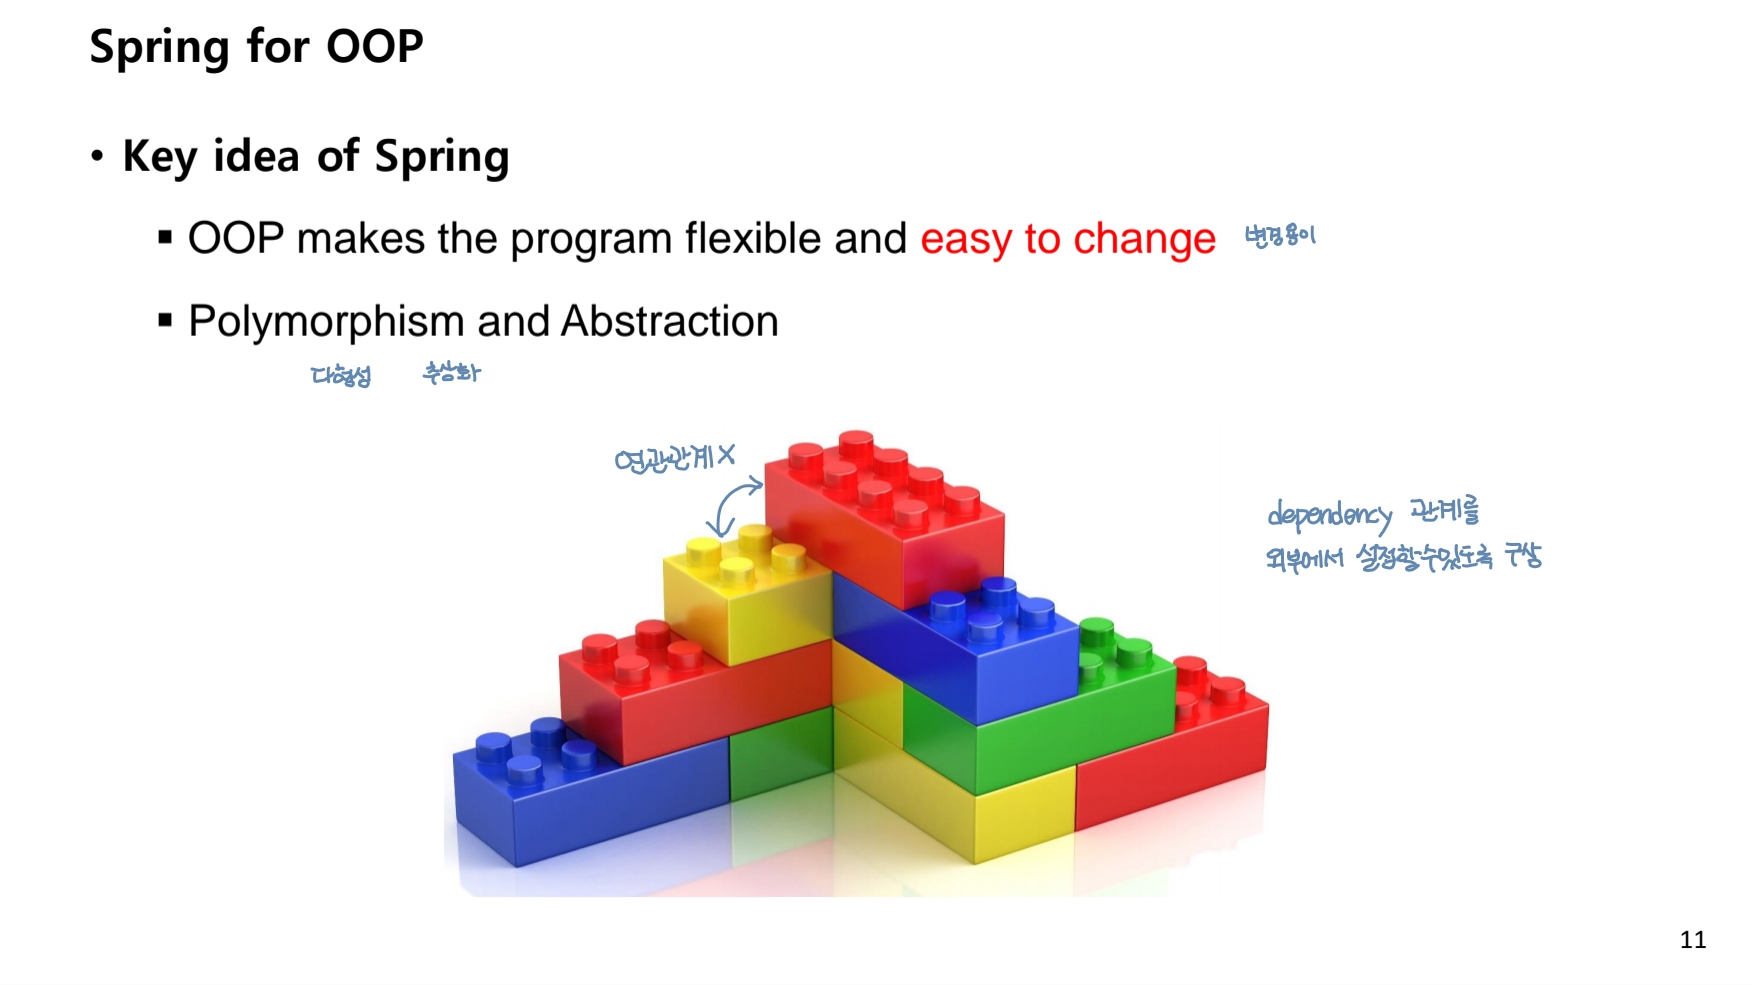 Spring for OOP
• Key idea of Spring
▪ OOP makes the program flexible and easy to change 변경용이
▪ Polymorphism and Abstraction
다형성 추상화
연관관계 X
dependency 관계를
외부에서 설정할수있도록 구상
11